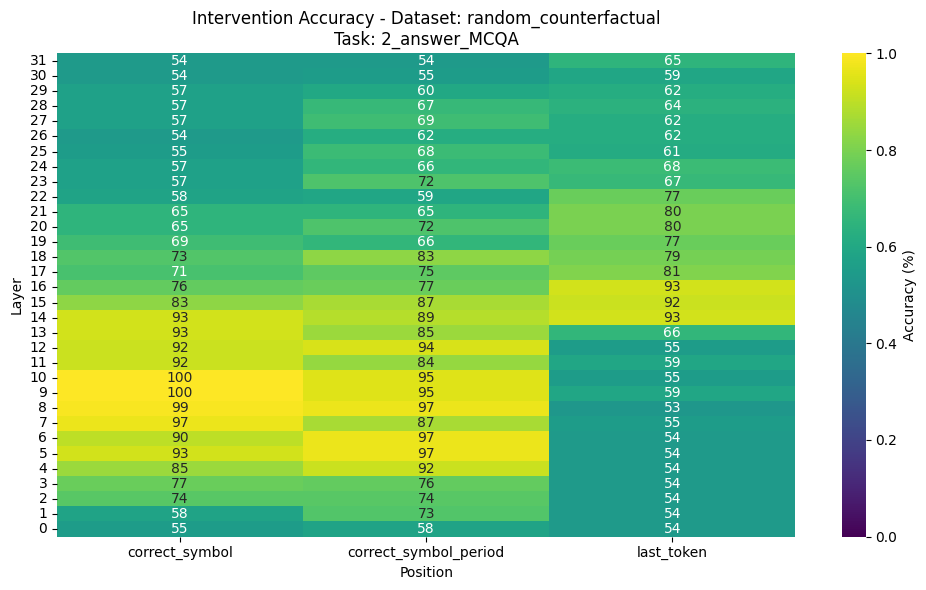 Intervention Accuracy - Dataset: random_counterfactual
Task: 2_answer_MCQA
31 54 54 65
30 54 55 59
29 57 60 62
28 57 67 64
27 57 69 62
26 54 62 62
25 55 68 61
24 57 66 68
23 57 72 67
22 58 59 77
21 65 65 80
20 65 72 80
19 69 66 77
18 73 83 79
17 71 75 81
16 76 77 93
15 83 87 92
14 93 89 93
13 93 85 66
12 92 94 55
11 92 84 59
10 100 95 55
9 100 95 59
8 99 97 53
7 97 87 55
6 90 97 54
5 93 97 54
4 85 92 54
3 77 76 54
2 74 74 54
1 58 73 54
0 55 58 54
correct_symbol correct_symbol_period last_token
Position
Layer
1.0
0.8
0.6
0.4
0.2
0.0
Accuracy (%)